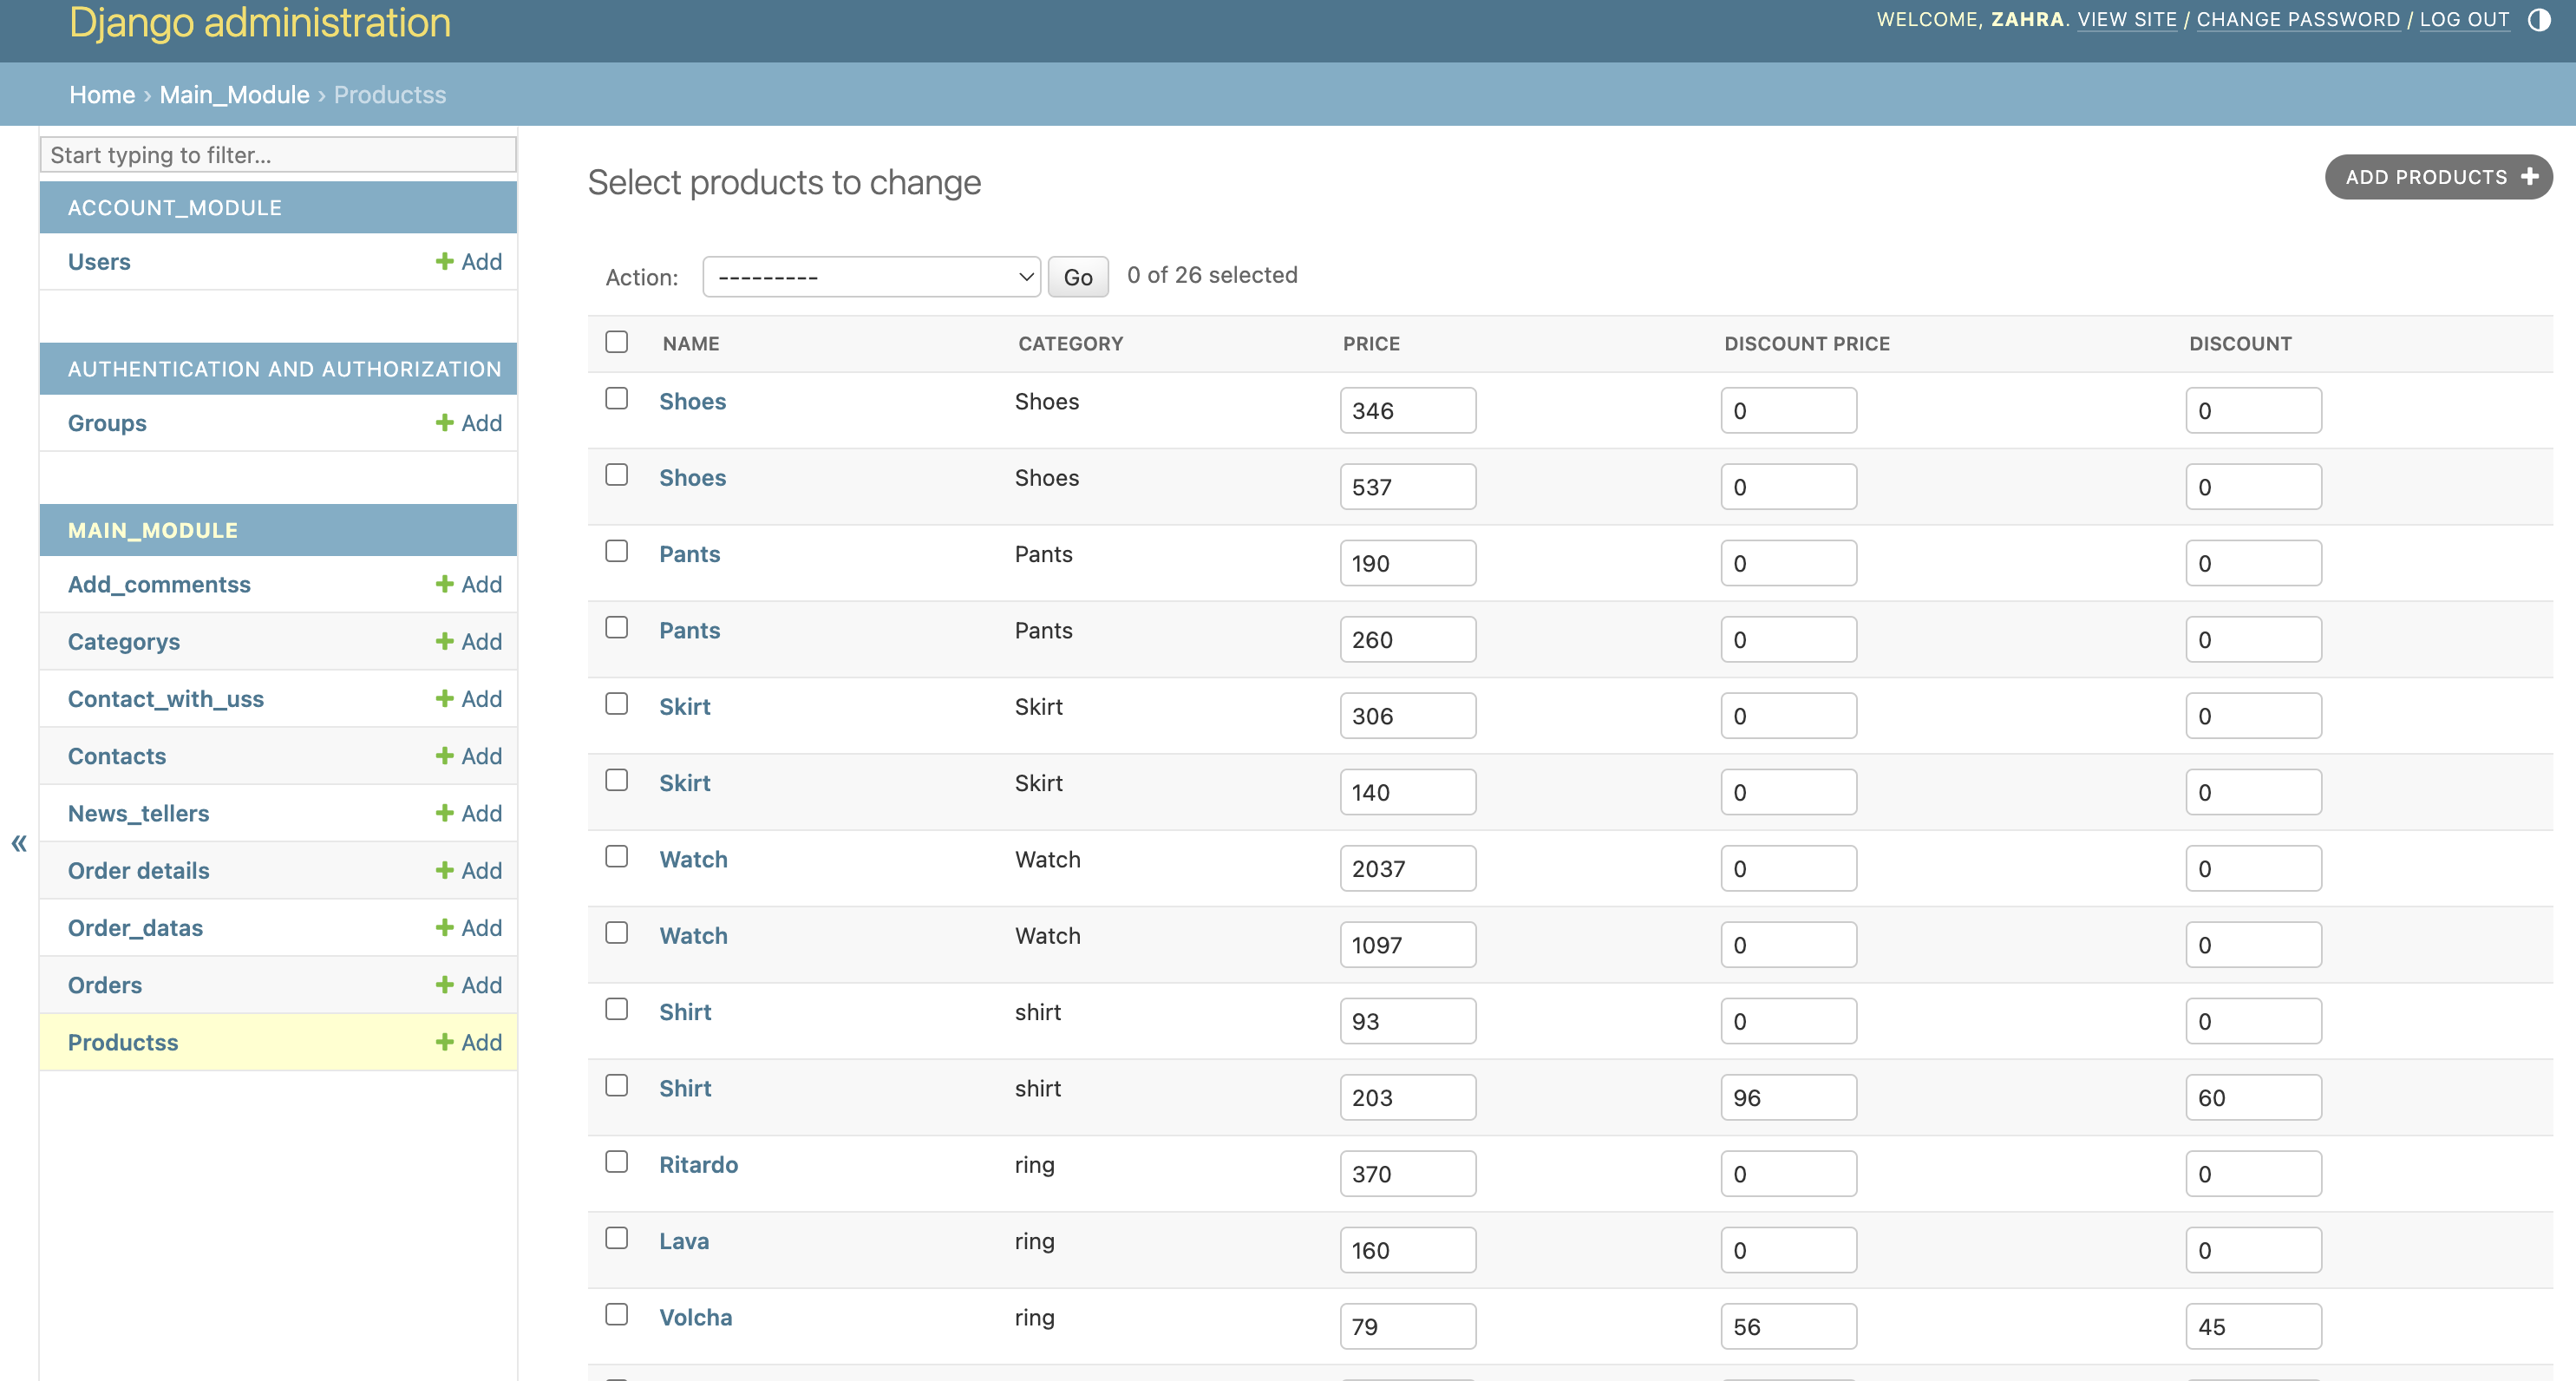 Django administration
WELCOME, ZAHRA. VIEW SITE / CHANGE PASSWORD / LOG OUT
Home › Main_Module › Productss
Start typing to filter...
ACCOUNT_MODULE
Users + Add
AUTHENTICATION AND AUTHORIZATION
Groups + Add
MAIN_MODULE
Add_commentss + Add
Categorys + Add
Contact_with_uss + Add
Contacts + Add
News_tellers + Add
Order details + Add
Order_datas + Add
Orders + Add
Productss + Add
«
Select products to change
ADD PRODUCTS +
Action: --------- Go 0 of 26 selected
NAME CATEGORY PRICE DISCOUNT PRICE DISCOUNT
Shoes Shoes 346 0 0
Shoes Shoes 537 0 0
Pants Pants 190 0 0
Pants Pants 260 0 0
Skirt Skirt 306 0 0
Skirt Skirt 140 0 0
Watch Watch 2037 0 0
Watch Watch 1097 0 0
Shirt shirt 93 0 0
Shirt shirt 203 96 60
Ritardo ring 370 0 0
Lava ring 160 0 0
Volcha ring 79 56 45